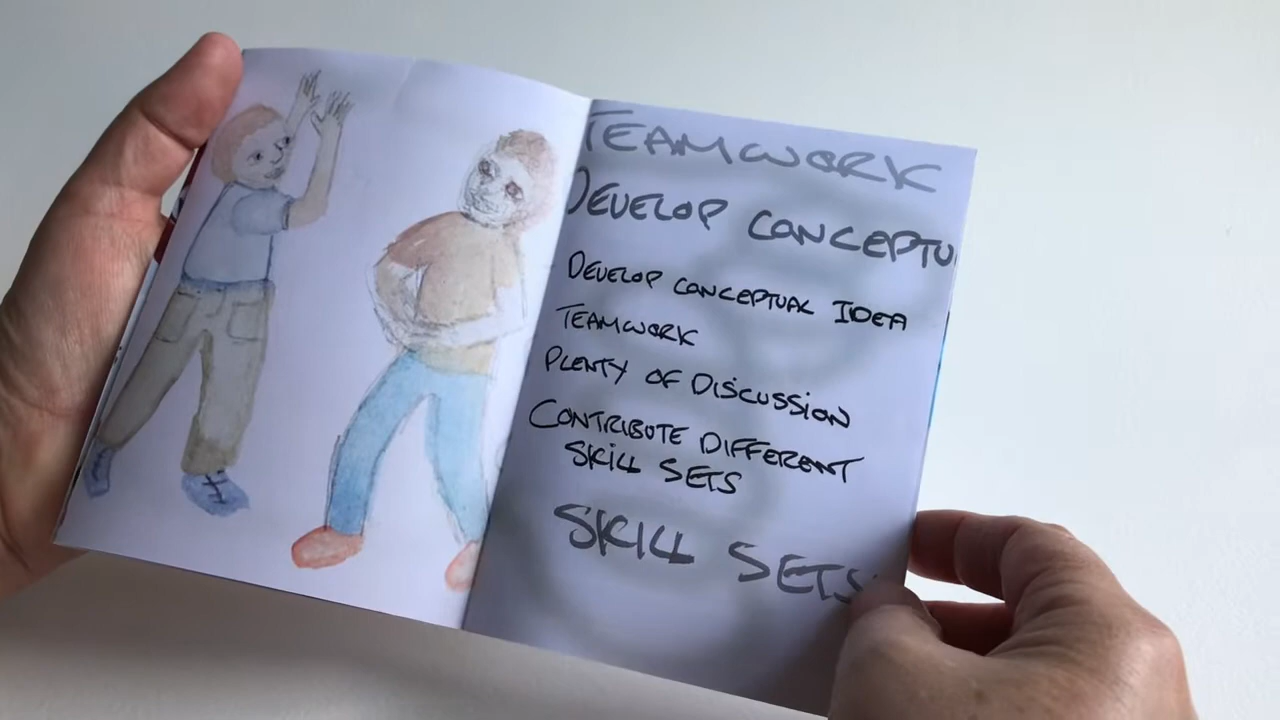 TEAMWORK
DEVELOP CONCEPTU
DEVELOP CONCEPTUAL IDEA
TEAMWORK
PLENTY OF DISCUSSION
CONTRIBUTE DIFFERENT
SKILL SETS
SKILL SETS